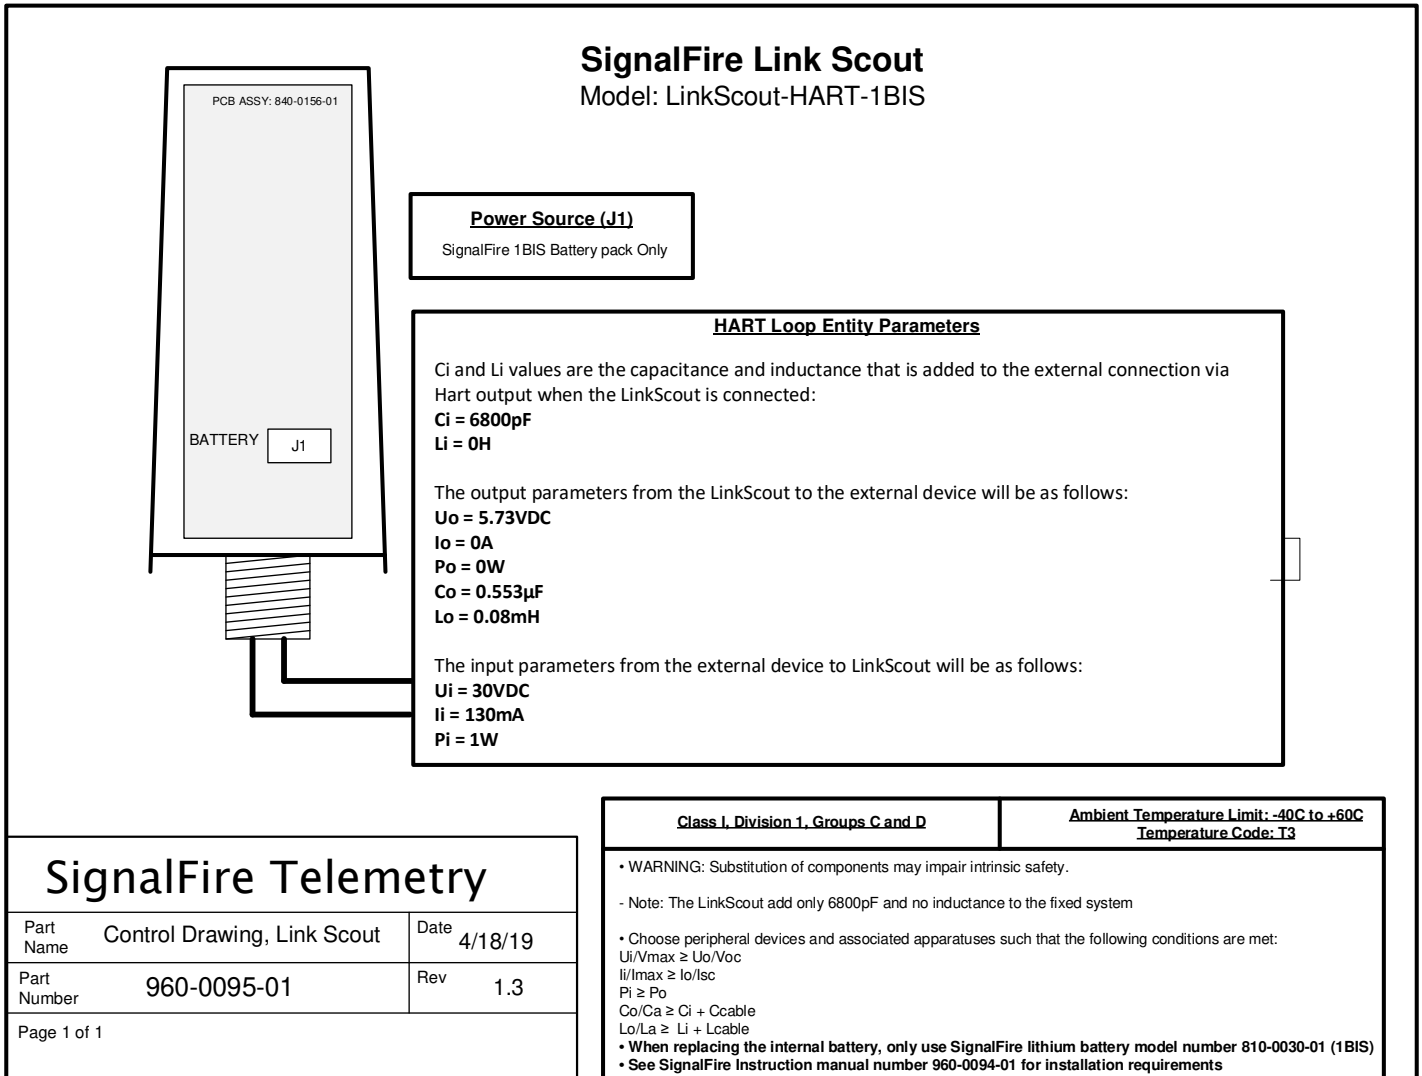 SignalFire Link Scout
Model: LinkScout-HART-1BIS
PCB ASSY: 840-0156-01
Power Source (J1)
SignalFire 1BIS Battery pack Only
HART Loop Entity Parameters
Ci and Li values are the capacitance and inductance that is added to the external connection via
Hart output when the LinkScout is connected:
Ci = 6800pF
Li = 0H
BATTERY
J1
The output parameters from the LinkScout to the external device will be as follows:
Uo = 5.73VDC
Io = 0A
Po = 0W
Co = 0.553µF
Lo = 0.08mH
The input parameters from the external device to LinkScout will be as follows:
Ui = 30VDC
Ii = 130mA
Pi = 1W
Class I, Division 1, Groups C and D
Ambient Temperature Limit: -40C to +60C
Temperature Code: T3
• WARNING: Substitution of components may impair intrinsic safety.
- Note: The LinkScout add only 6800pF and no inductance to the fixed system
• Choose peripheral devices and associated apparatuses such that the following conditions are met:
Ui/Vmax ≥ Uo/Voc
Ii/Imax ≥ Io/Isc
Pi ≥ Po
Co/Ca ≥ Ci + Ccable
Lo/La ≥ Li + Lcable
• When replacing the internal battery, only use SignalFire lithium battery model number 810-0030-01 (1BIS)
• See SignalFire Instruction manual number 960-0094-01 for installation requirements
SignalFire Telemetry
Part Name Control Drawing, Link Scout
Date 4/18/19
Part Number 960-0095-01
Rev 1.3
Page 1 of 1